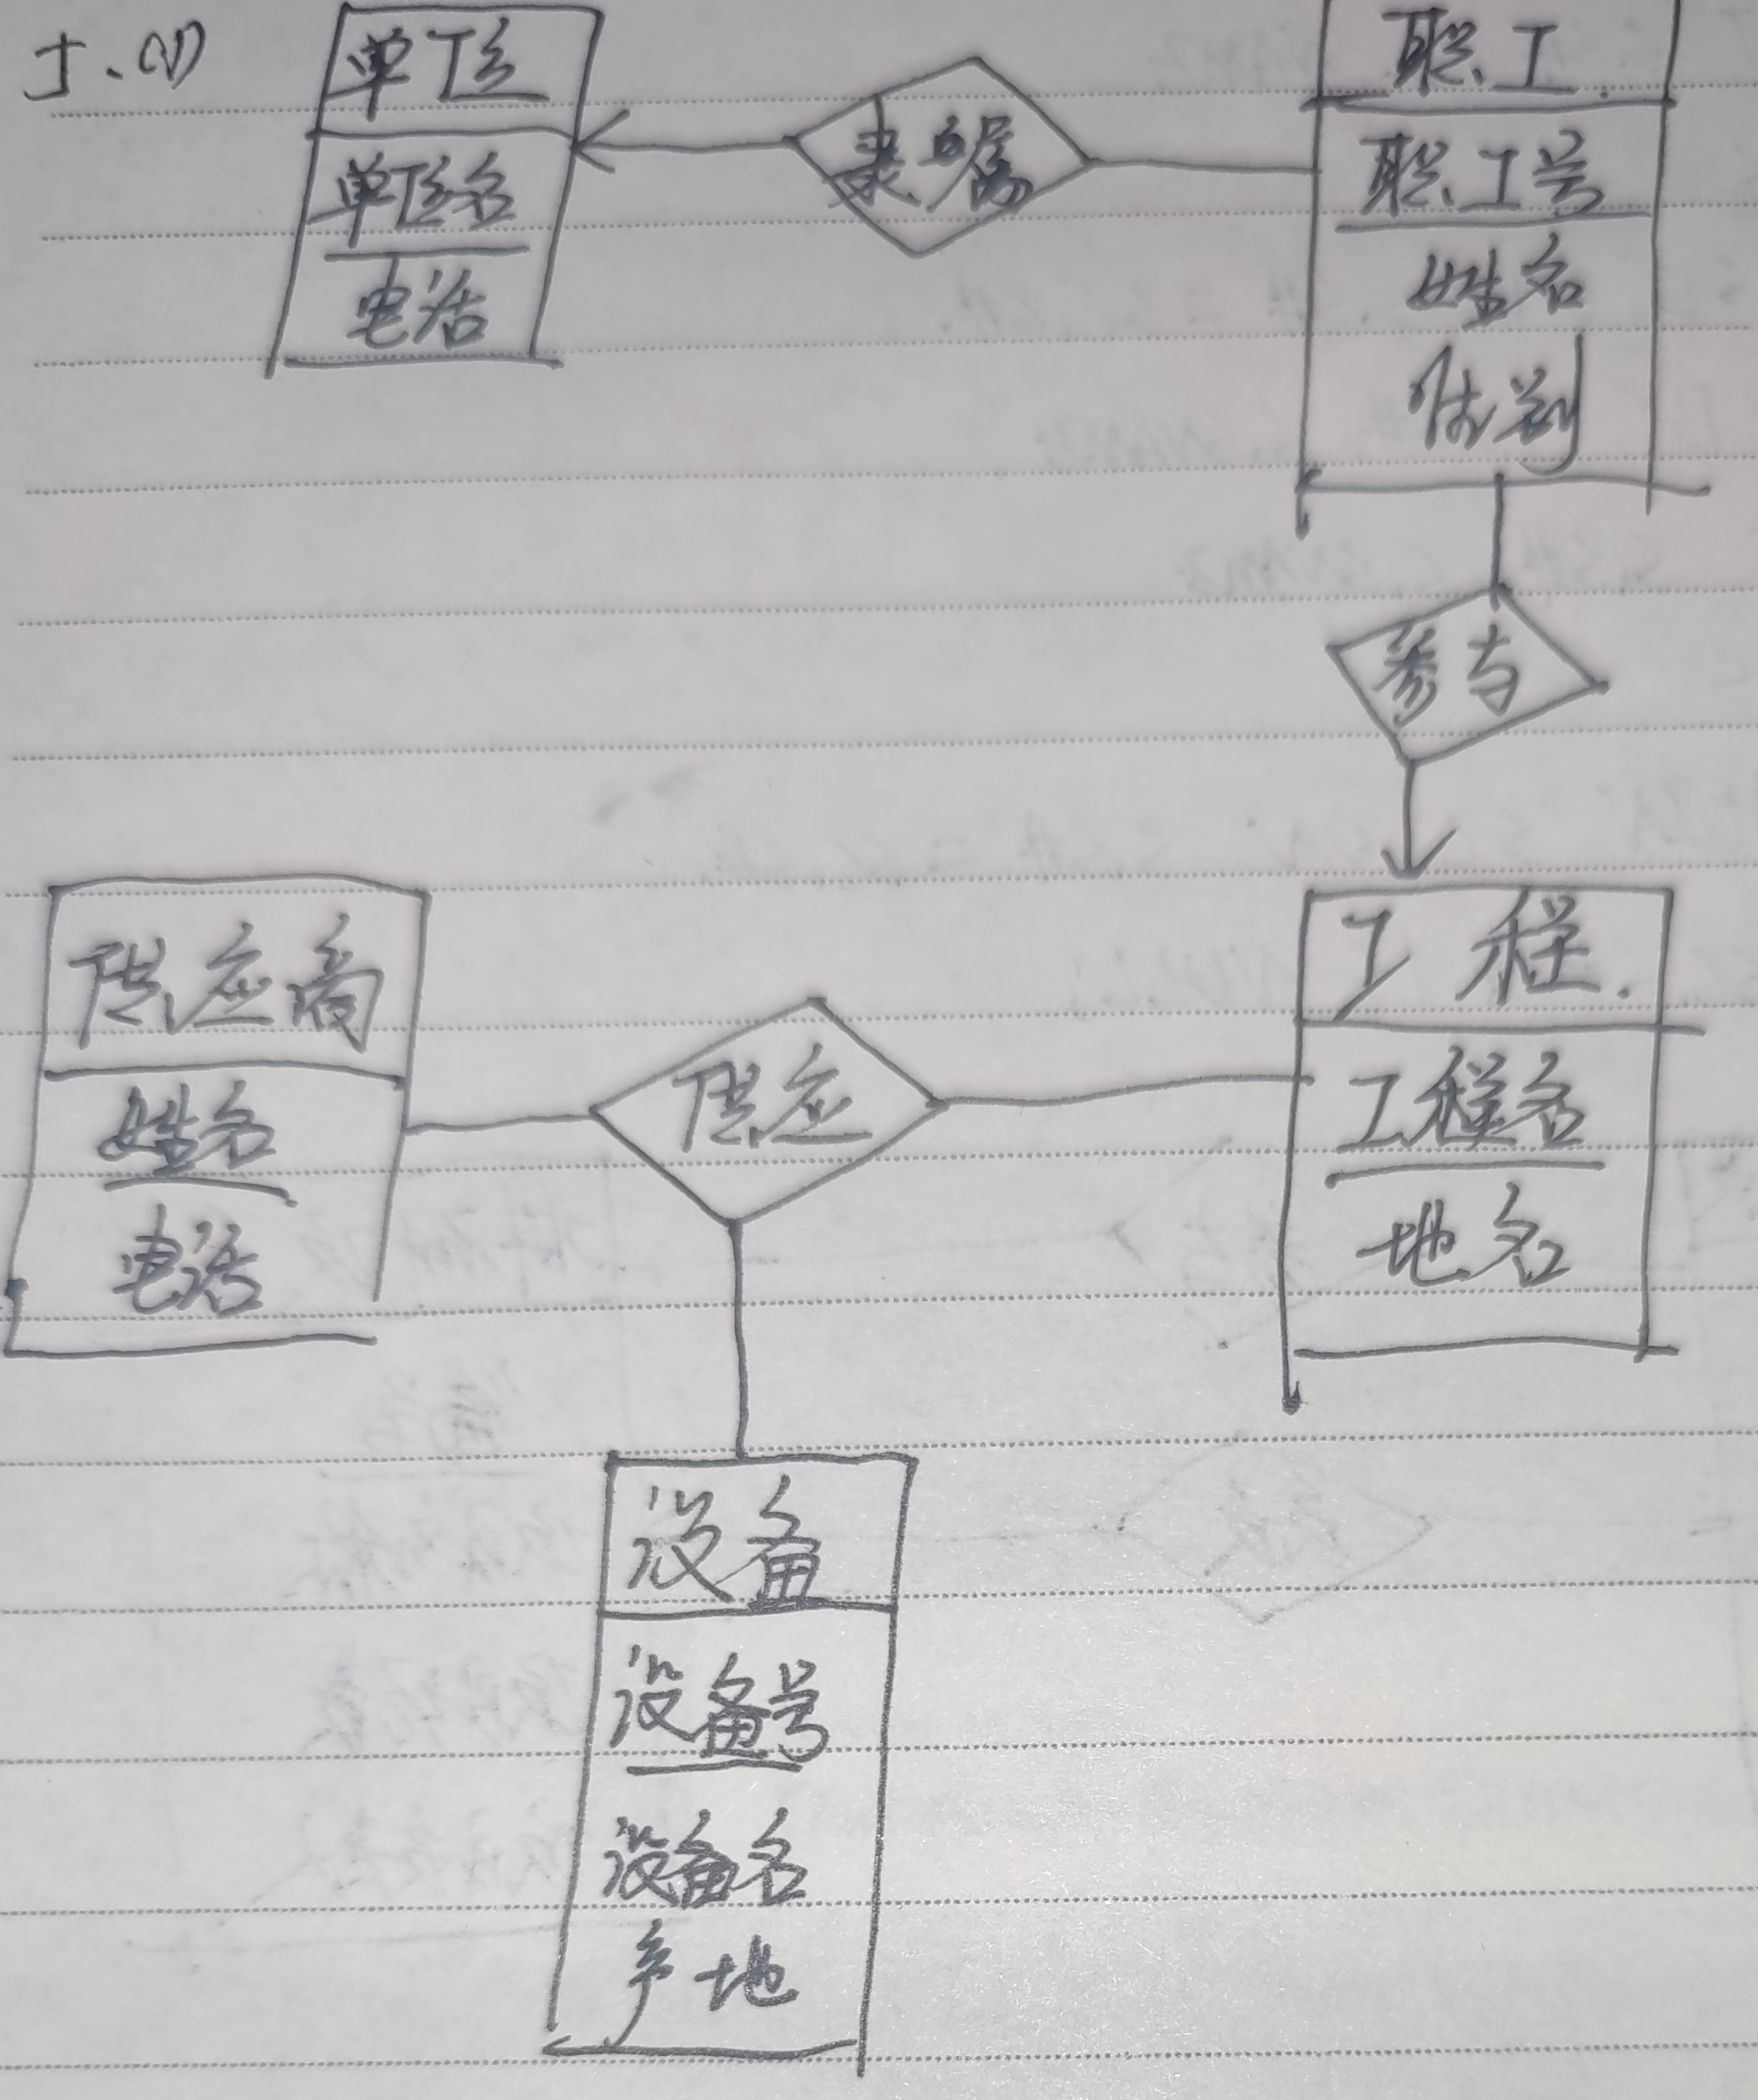 5.(1)
单位
单位名
电话
隶属
职工.
职工号
姓名
性别
参与
供应商
姓名
电话
供应
工程.
工程名
地名
设备
设备号
设备名
产地